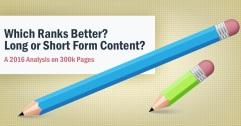 Which Ranks Better?
Long or Short Form Content?
A 2016 Analysis on 300k Pages